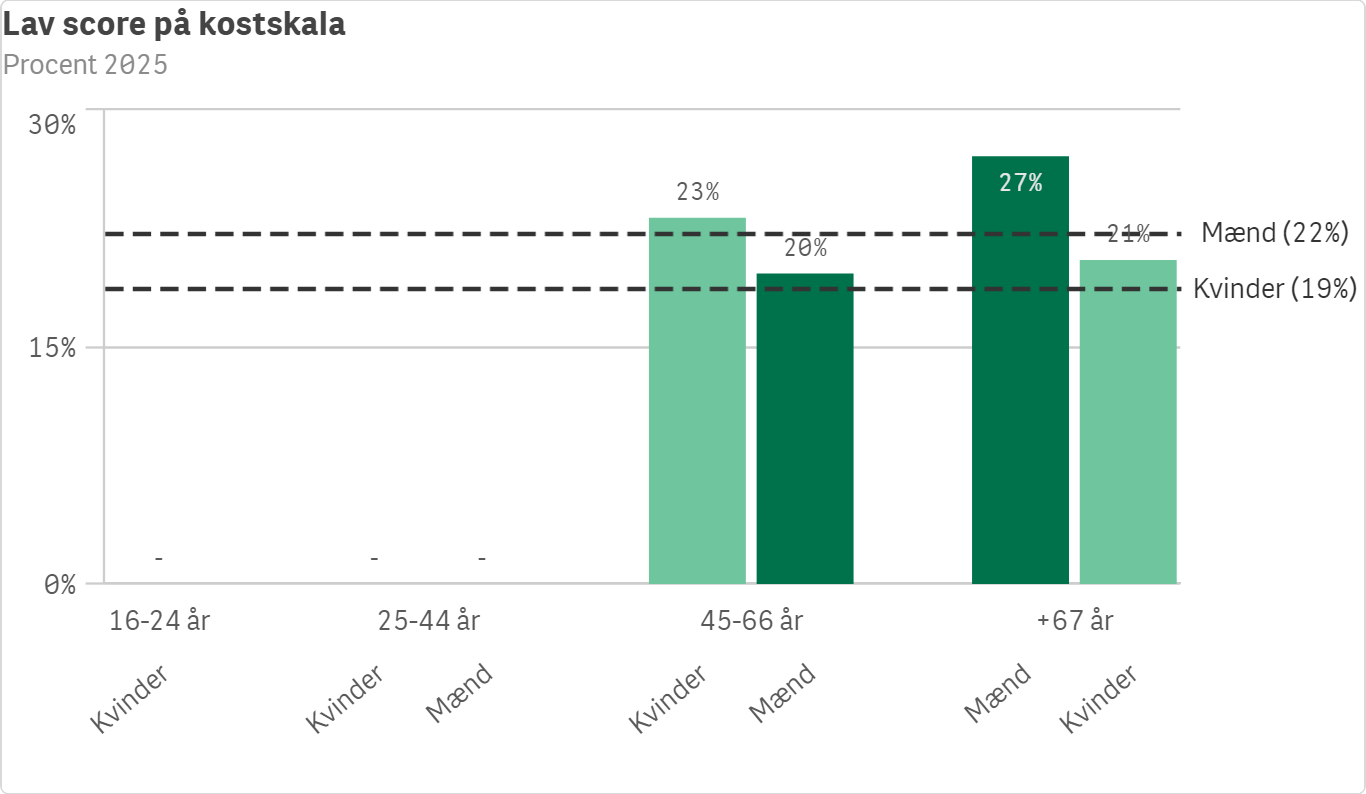 Lav score på kostskala
Procent 2025
30%
15%
0%
23%
20%
27%
21%
Mænd (22%)
Kvinder (19%)
- - -
16-24 år 25-44 år 45-66 år +67 år
Kvinder Kvinder Mænd Kvinder Mænd Mænd Kvinder